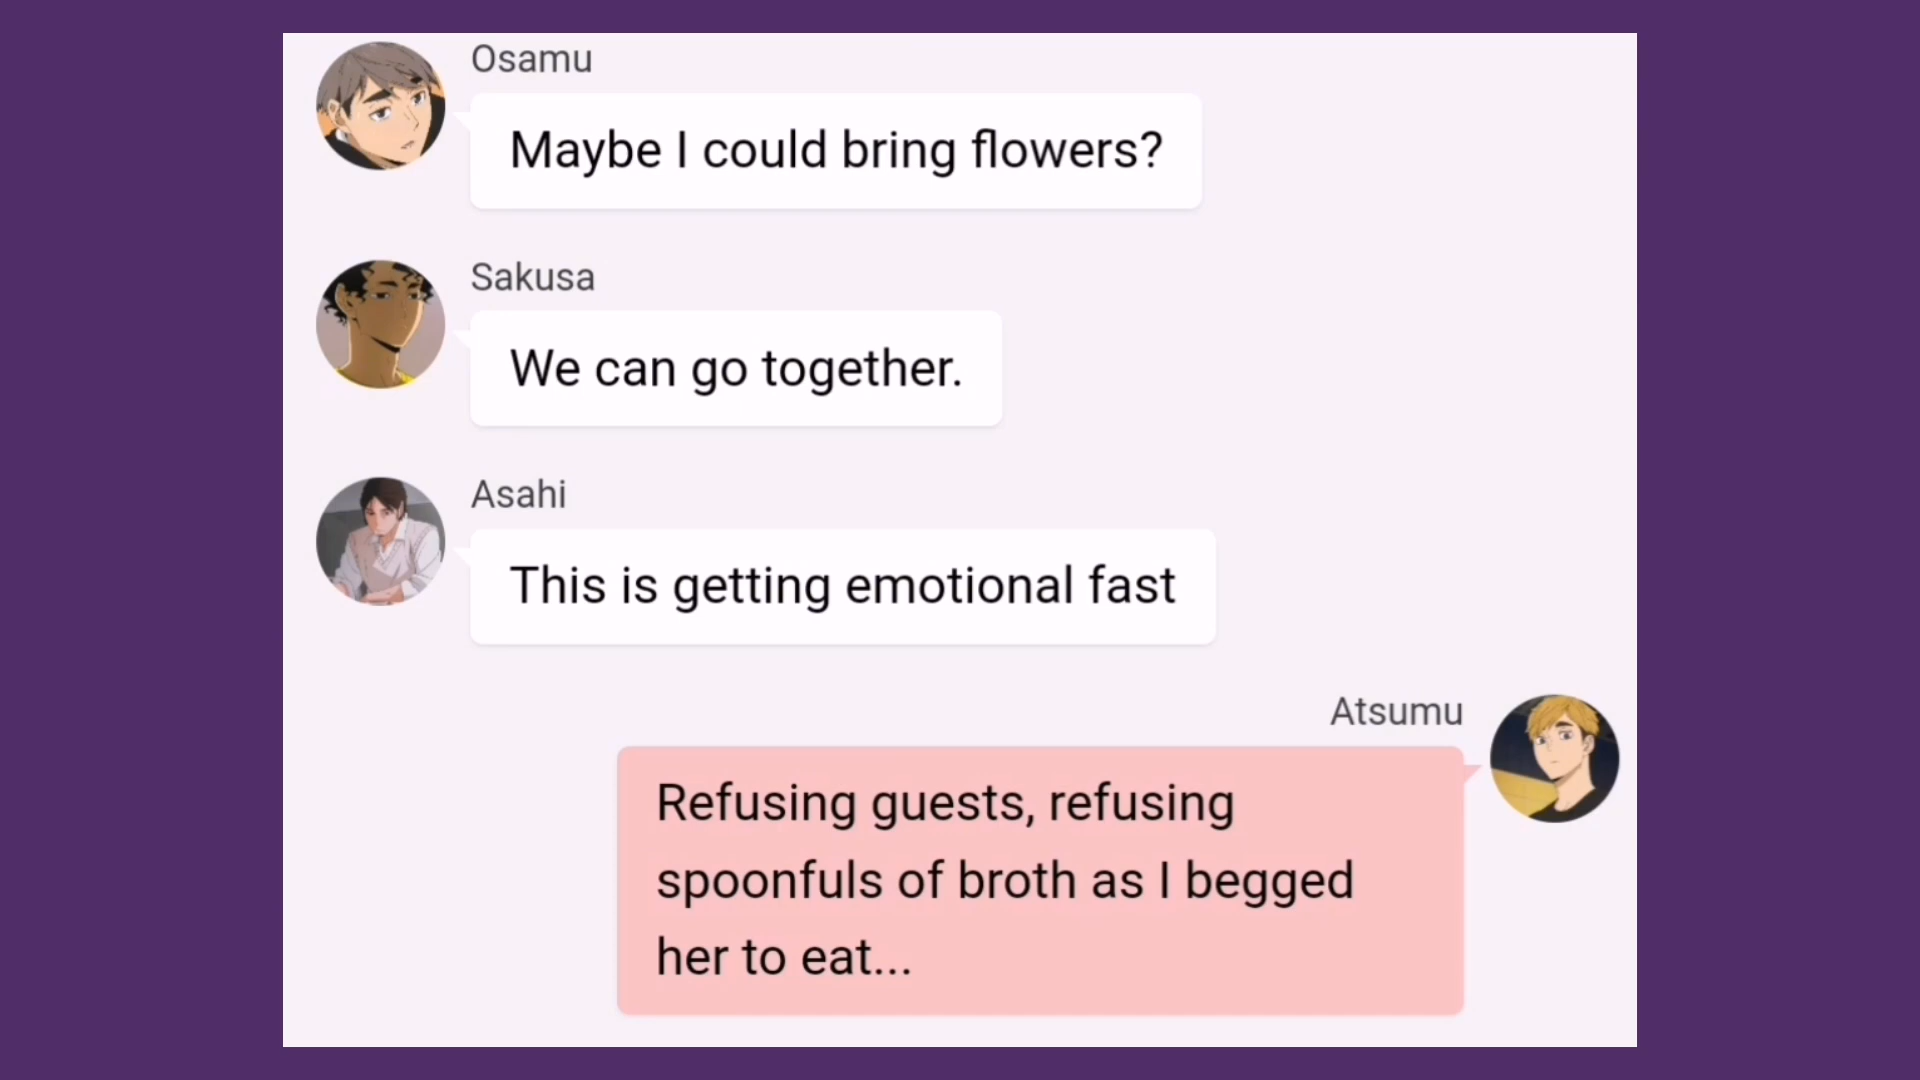 Osamu
Maybe I could bring flowers?
Sakusa
We can go together.
Asahi
This is getting emotional fast
Atsumu
Refusing guests, refusing
spoonfuls of broth as I begged
her to eat...